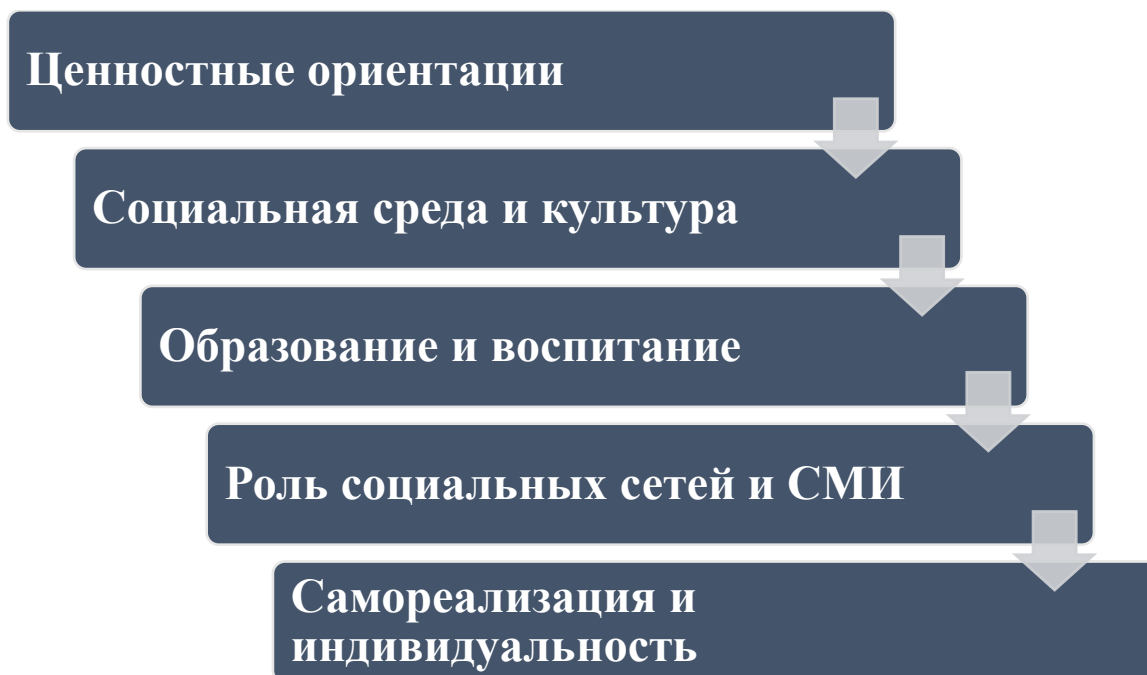 Ценностные ориентации
Социальная среда и культура
Образование и воспитание
Роль социальных сетей и СМИ
Самореализация и
индивидуальность